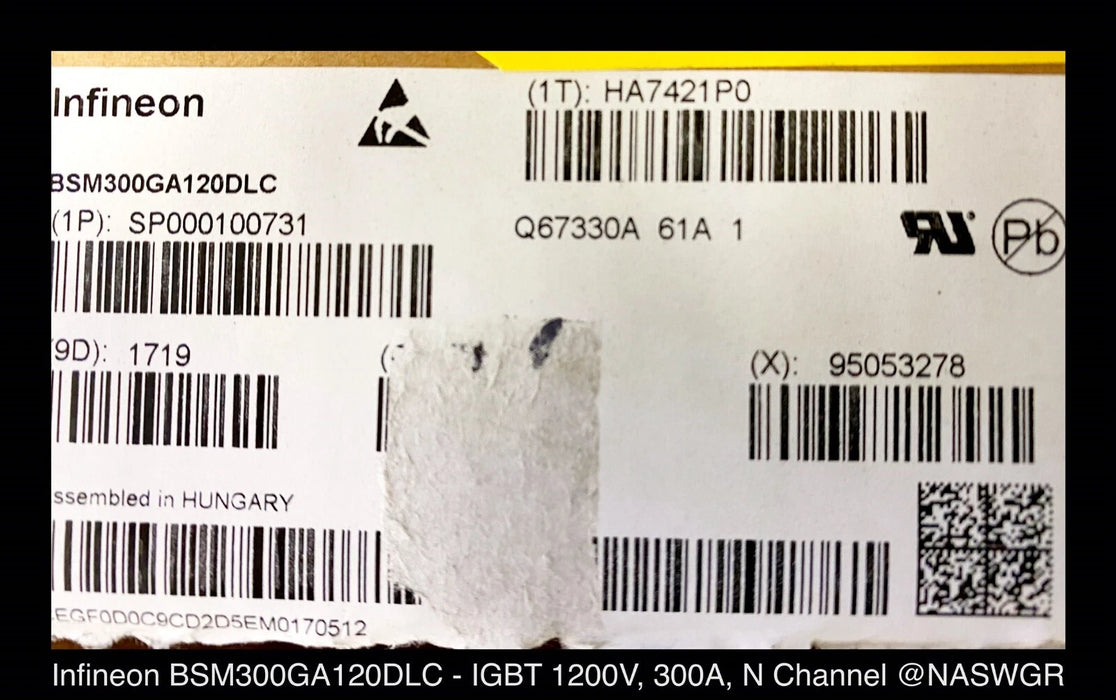 Infineon
(1T): HA7421P0
BSM300GA120DLC
(1P): SP000100731
Q67330A 61A 1
Pb
9D): 1719
(X): 95053278
ssembled in HUNGARY
EGF0D0C9CD2D5EM0170512
Infineon BSM300GA120DLC - IGBT 1200V, 300A, N Channel @NASWGR